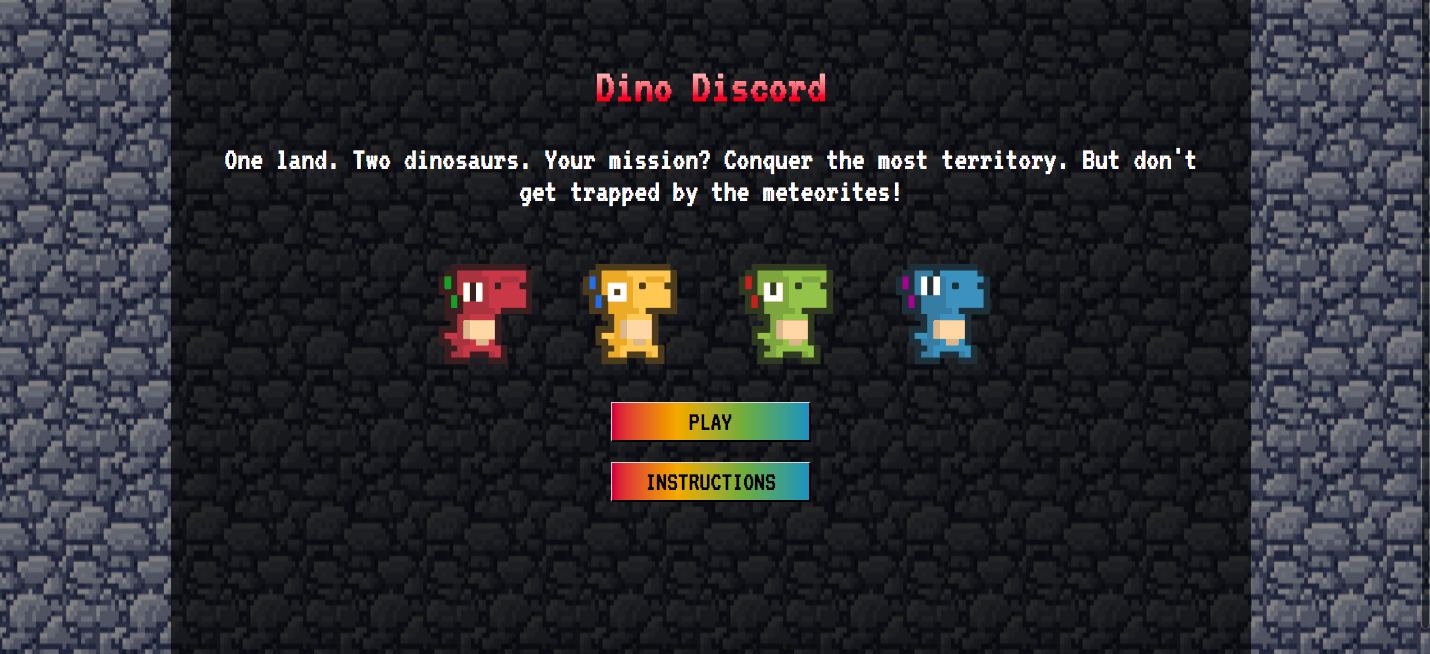 Dino Discord
One land. Two dinosaurs. Your mission? Conquer the most territory. But don't
get trapped by the meteorites!
PLAY
INSTRUCTIONS